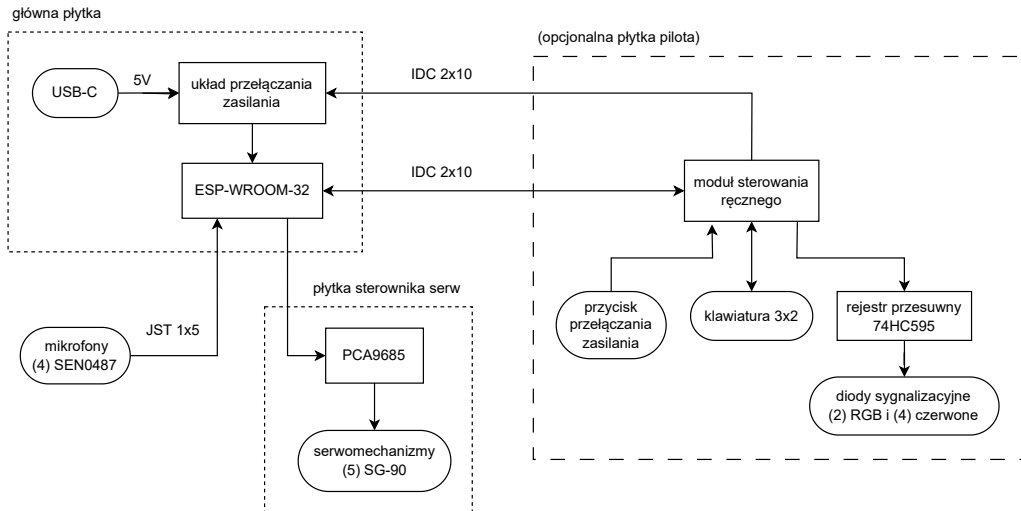 główna płytka
(opcjonalna płytka pilota)
USB-C
5V
układ przełączania
zasilania
IDC 2x10
ESP-WROOM-32
IDC 2x10
moduł sterowania
ręcznego
płytka sterownika serw
przycisk
przełączania
zasilania
klawiatura 3x2
rejestr przesuwny
74HC595
JST 1x5
mikrofony
(4) SEN0487
PCA9685
diody sygnalizacyjne
(2) RGB i (4) czerwone
serwomechanizmy
(5) SG-90